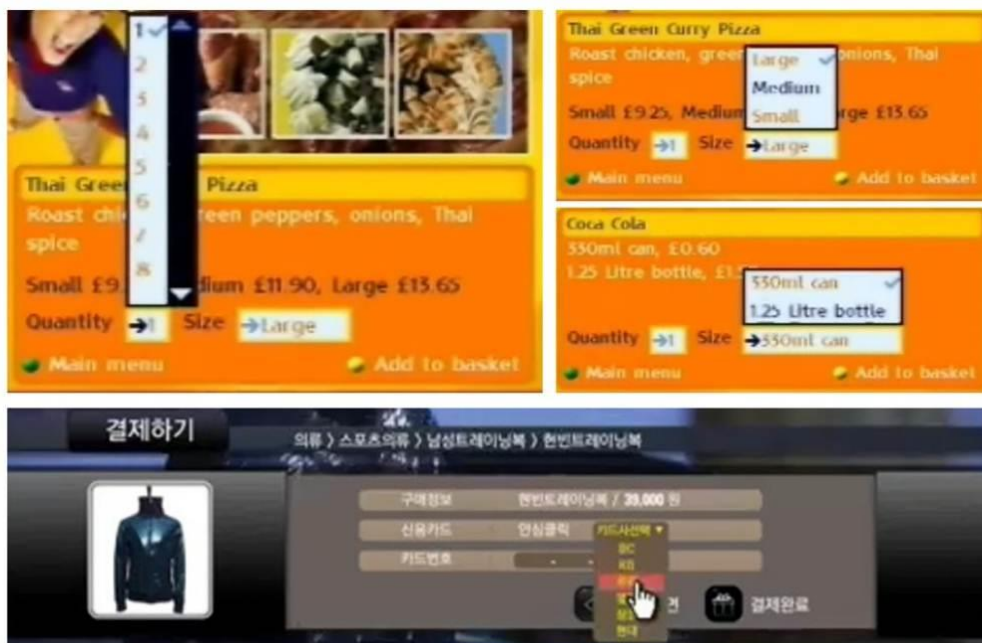 1
2
3
4
5
6
7
8
Thai Gree Pizza
Roast chi reen peppers, onions, Thai
spice
Small £9. dium £11.90, Large £13.65
Quantity →1 Size →Large
Main menu Add to basket
Thai Green Curry Pizza
Roast chicken, gree onions, Thai
spice
Large
Medium
Small
Small £9.25, Medium rge £13.65
Quantity →1 Size →Large
Main menu Add to basket
Coca Cola
330ml can, £0.60
1.25 Litre bottle, £1.
330ml can
1.25 Litre bottle
Quantity →1 Size →330ml can
Main menu Add to basket
결제하기
의류 > 스포츠의류 > 남성트레이닝복 > 현빈트레이닝복
구매정보 현빈트레이닝복 / 39,000 원
신용카드 안심클릭 카드사선택 ▼
카드번호 - -
BC
KB
현대
결제완료